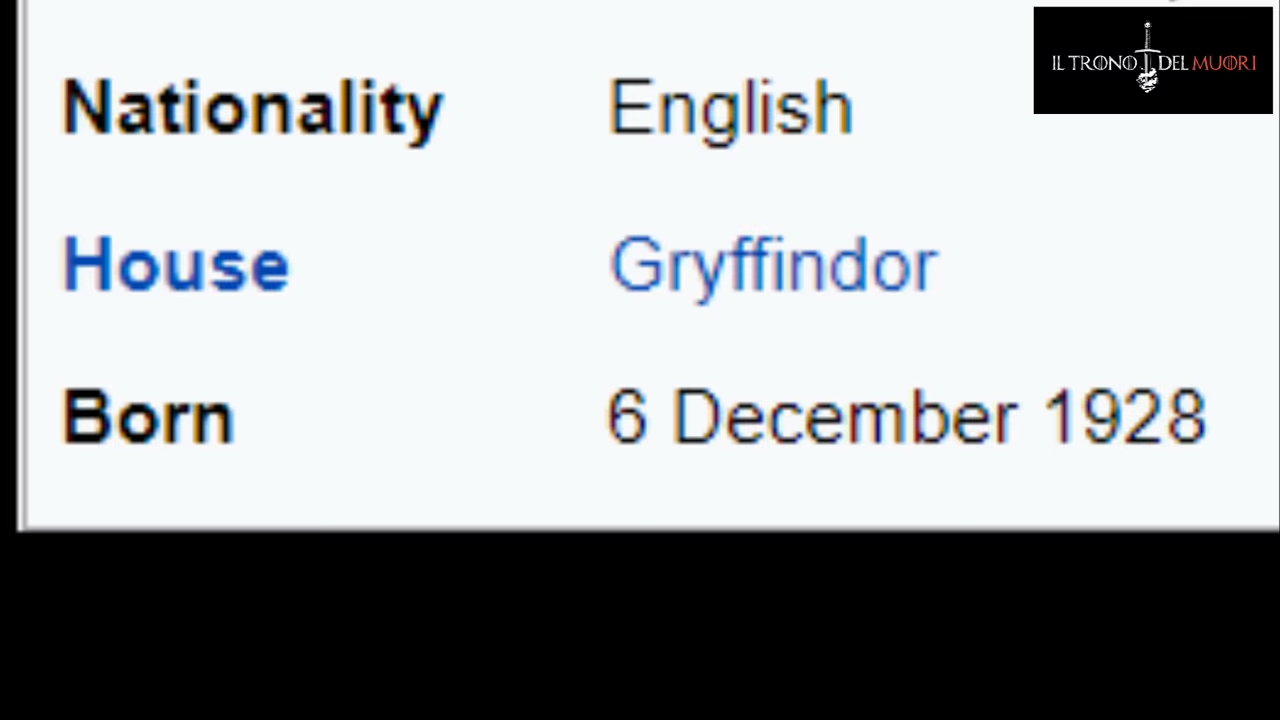 IL TRONO DEL MUORI
Nationality English
House Gryffindor
Born 6 December 1928